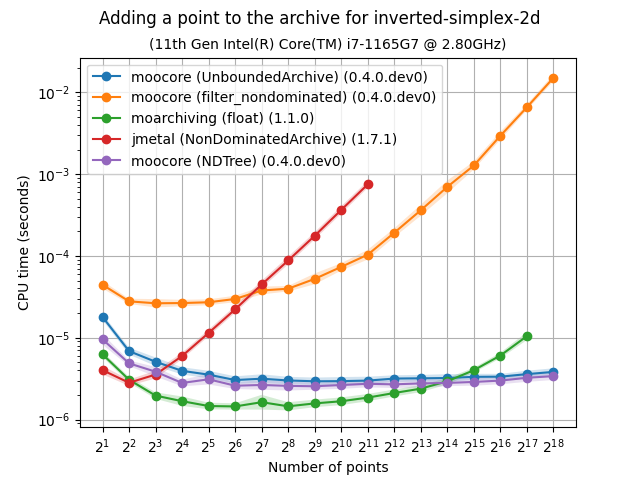 Adding a point to the archive for inverted-simplex-2d
(11th Gen Intel(R) Core(TM) i7-1165G7 @ 2.80GHz)
moocore (UnboundedArchive) (0.4.0.dev0)
moocore (filter_nondominated) (0.4.0.dev0)
moarchiving (float) (1.1.0)
jmetal (NonDominatedArchive) (1.7.1)
moocore (NDTree) (0.4.0.dev0)
CPU time (seconds)
10⁻²
10⁻³
10⁻⁴
10⁻⁵
10⁻⁶
2¹ 2² 2³ 2⁴ 2⁵ 2⁶ 2⁷ 2⁸ 2⁹ 2¹⁰ 2¹¹ 2¹² 2¹³ 2¹⁴ 2¹⁵ 2¹⁶ 2¹⁷ 2¹⁸
Number of points